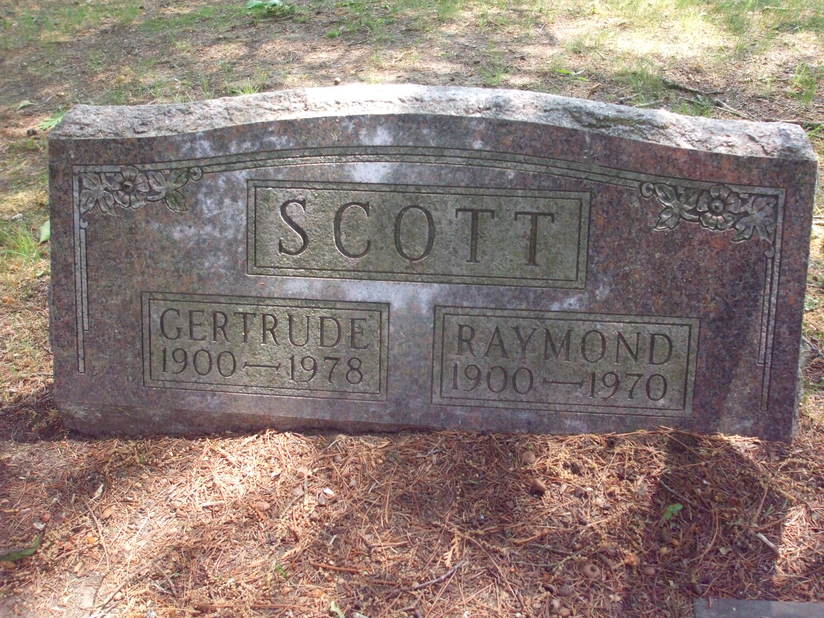 SCOTT
GERTRUDE
1900—1978
RAYMOND
1900—1970